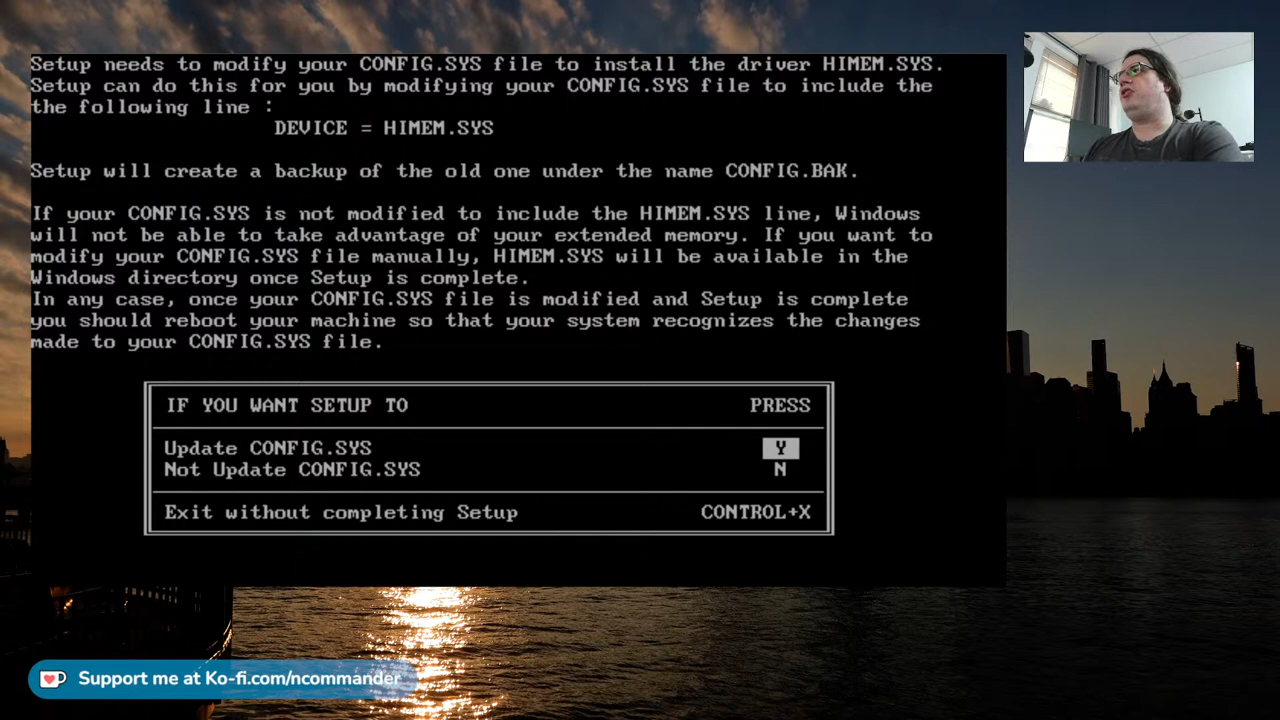 Setup needs to modify your CONFIG.SYS file to install the driver HIMEM.SYS.
Setup can do this for you by modifying your CONFIG.SYS file to include the
the following line :
DEVICE = HIMEM.SYS
Setup will create a backup of the old one under the name CONFIG.BAK.
If your CONFIG.SYS is not modified to include the HIMEM.SYS line, Windows
will not be able to take advantage of your extended memory. If you want to
modify your CONFIG.SYS file manually, HIMEM.SYS will be available in the
Windows directory once Setup is complete.
In any case, once your CONFIG.SYS file is modified and Setup is complete
you should reboot your machine so that your system recognizes the changes
made to your CONFIG.SYS file.
IF YOU WANT SETUP TO PRESS
Update CONFIG.SYS Y
Not Update CONFIG.SYS N
Exit without completing Setup CONTROL+X
Support me at Ko-fi.com/ncommander